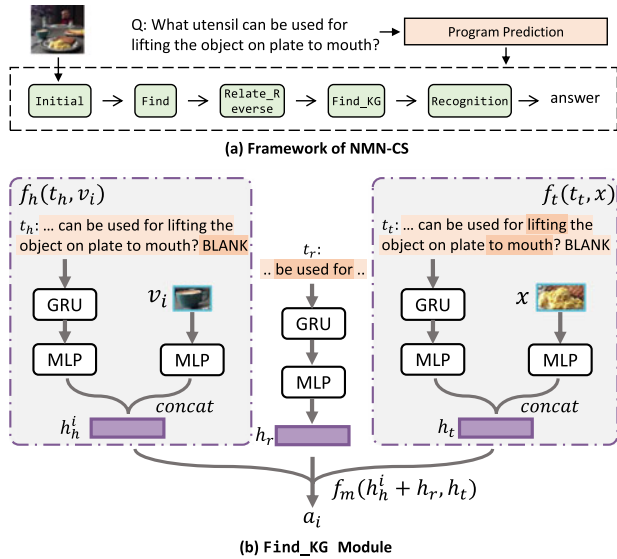 Q: What utensil can be used for
lifting the object on plate to mouth?
Program Prediction
Initial
Find
Relate_R
everse
Find_KG
Recognition
answer
(a) Framework of NMN-CS
f_h(t_h, v_i)
t_h: ... can be used for lifting the
object on plate to mouth? BLANK
GRU
v_i
MLP
MLP
concat
h_h^i
t_r:
.. be used for ..
GRU
MLP
h_r
f_t(t_t, x)
t_t: ... can be used for lifting the
object on plate to mouth? BLANK
GRU
x
MLP
MLP
concat
h_t
f_m(h_h^i + h_r, h_t)
a_i
(b) Find_KG Module